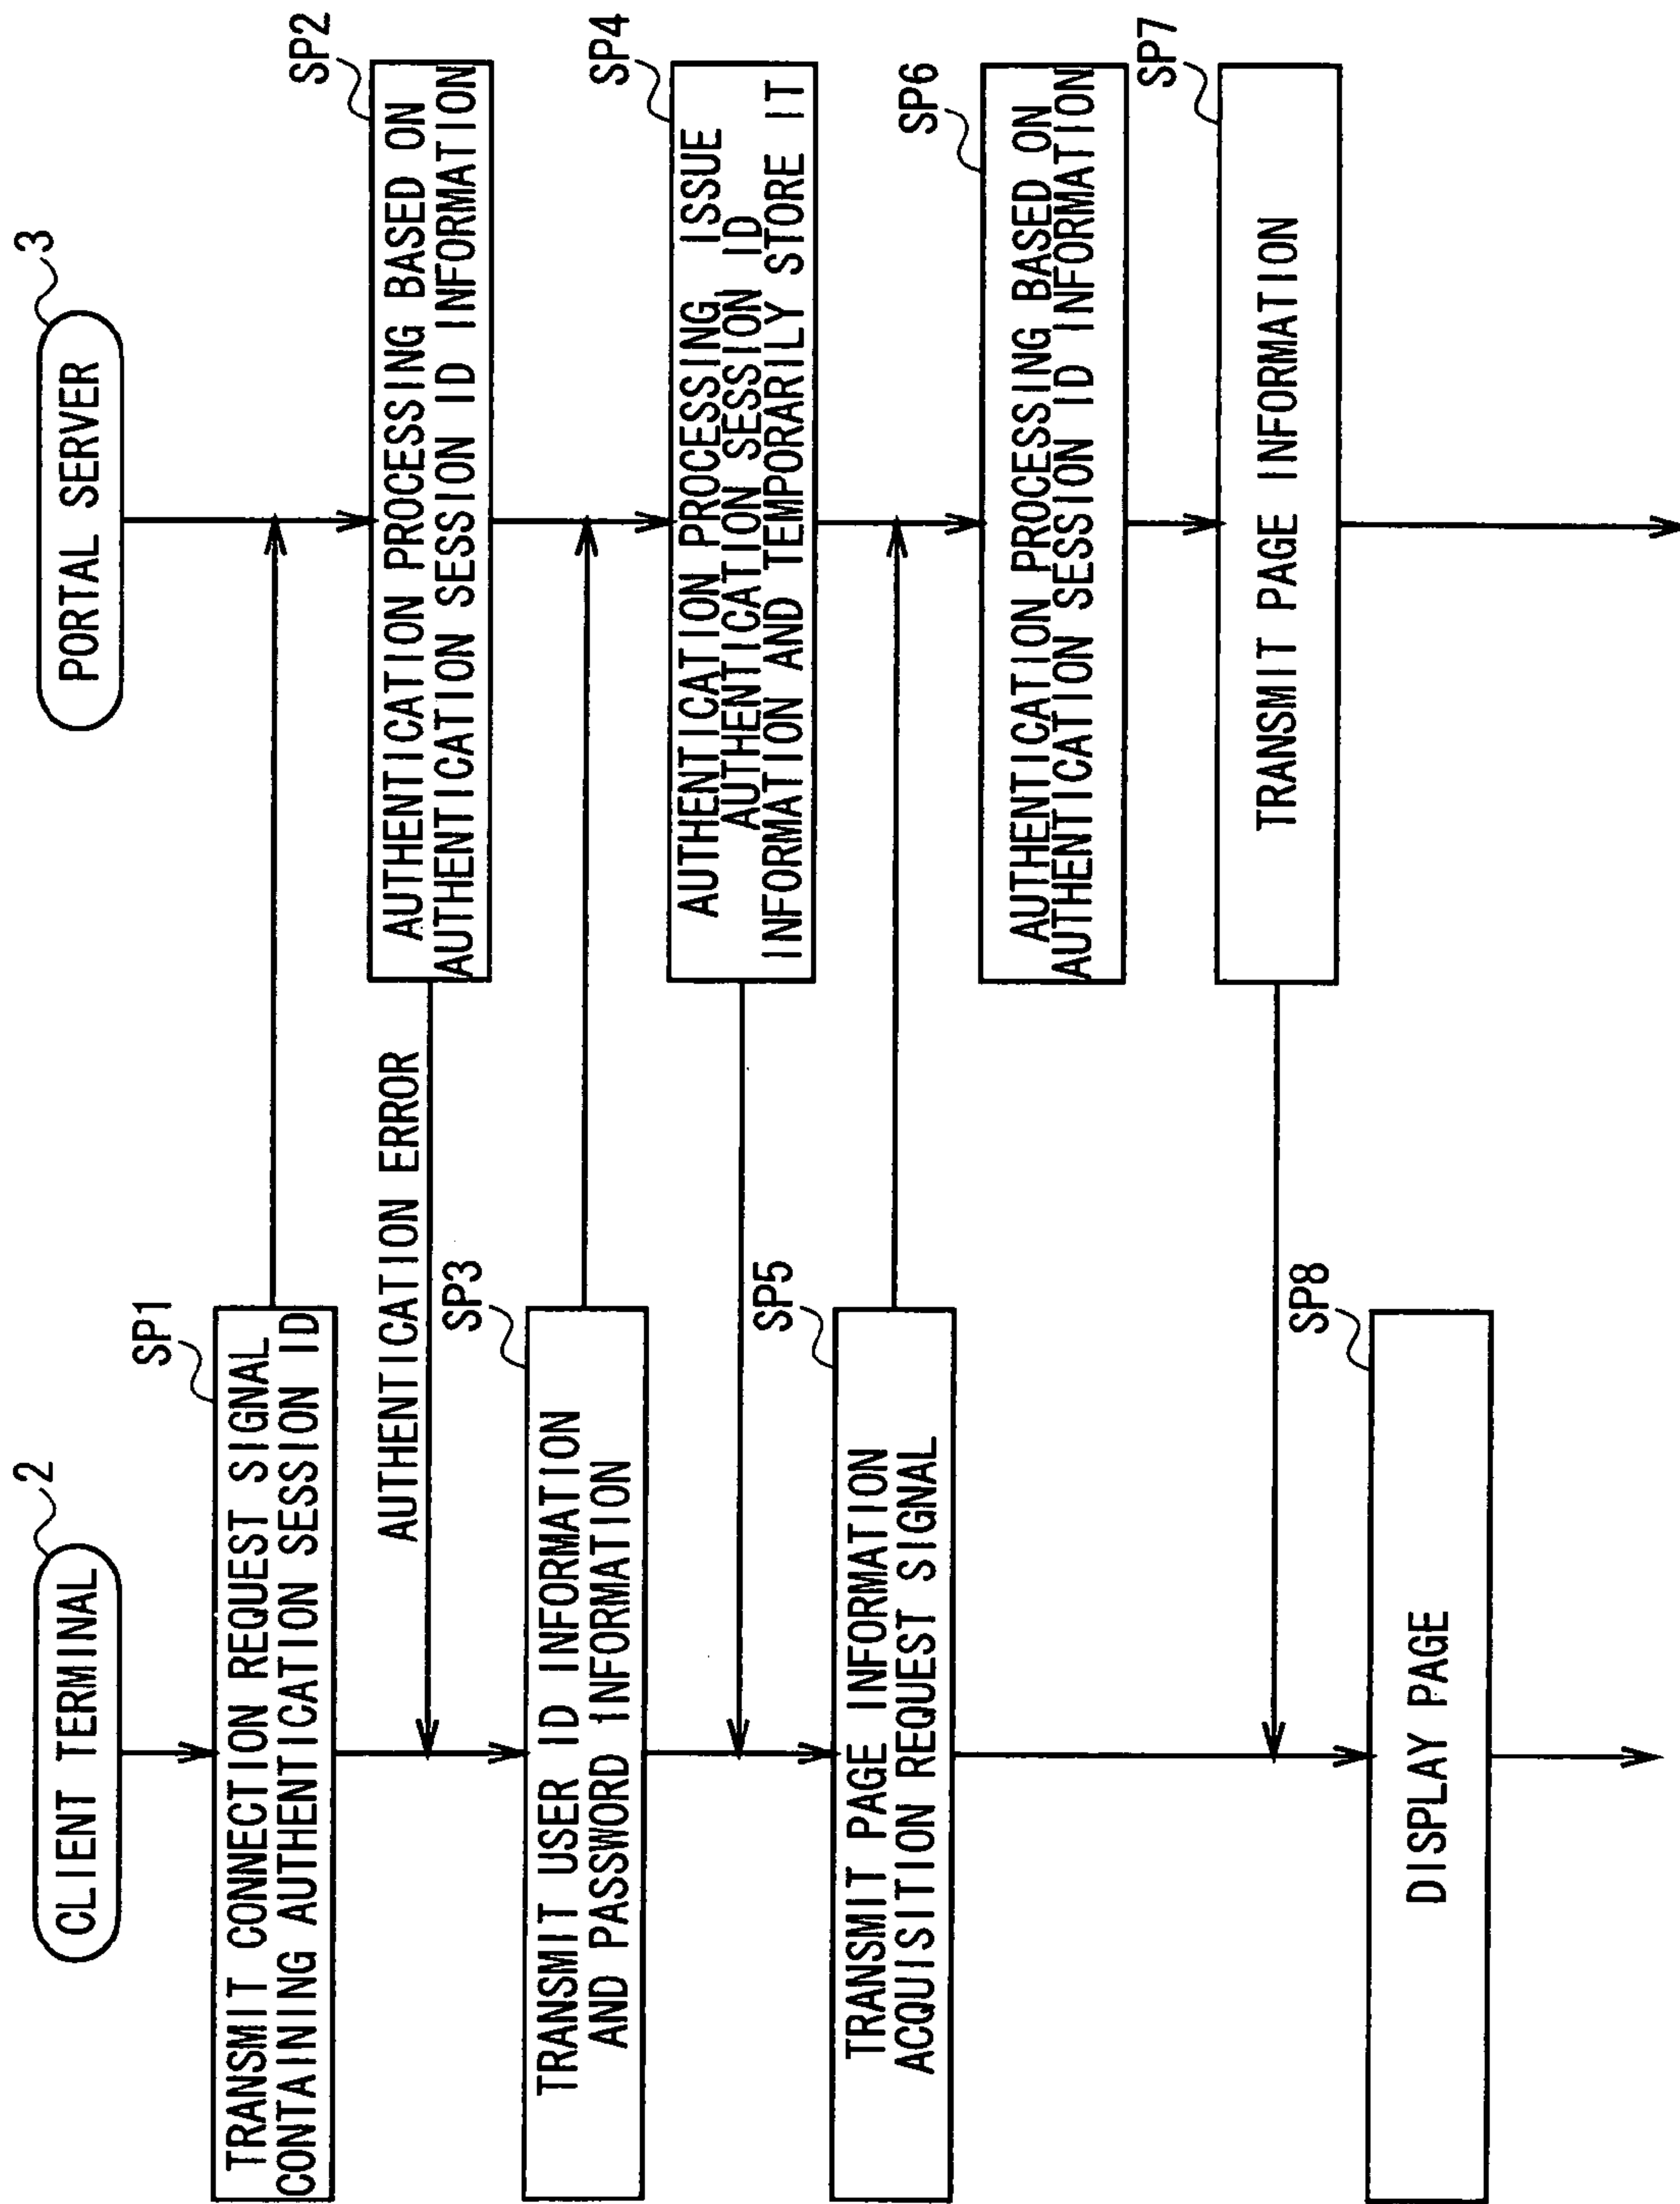 CLIENT TERMINAL
2
PORTAL SERVER
3
SP1
TRANSMIT CONNECTION REQUEST SIGNAL
CONTAINING AUTHENTICATION SESSION ID
SP2
AUTHENTICATION PROCESSING BASED ON
AUTHENTICATION SESSION ID INFORMATION
AUTHENTICATION ERROR
SP3
TRANSMIT USER ID INFORMATION
AND PASSWORD INFORMATION
SP4
AUTHENTICATION PROCESSING ISSUE
AUTHENTICATION SESSION ID
INFORMATION AND TEMPORARILY STORE IT
SP5
TRANSMIT PAGE INFORMATION
ACQUISITION REQUEST SIGNAL
SP6
AUTHENTICATION PROCESSING BASED ON
AUTHENTICATION SESSION ID INFORMATION
SP7
TRANSMIT PAGE INFORMATION
SP8
DISPLAY PAGE